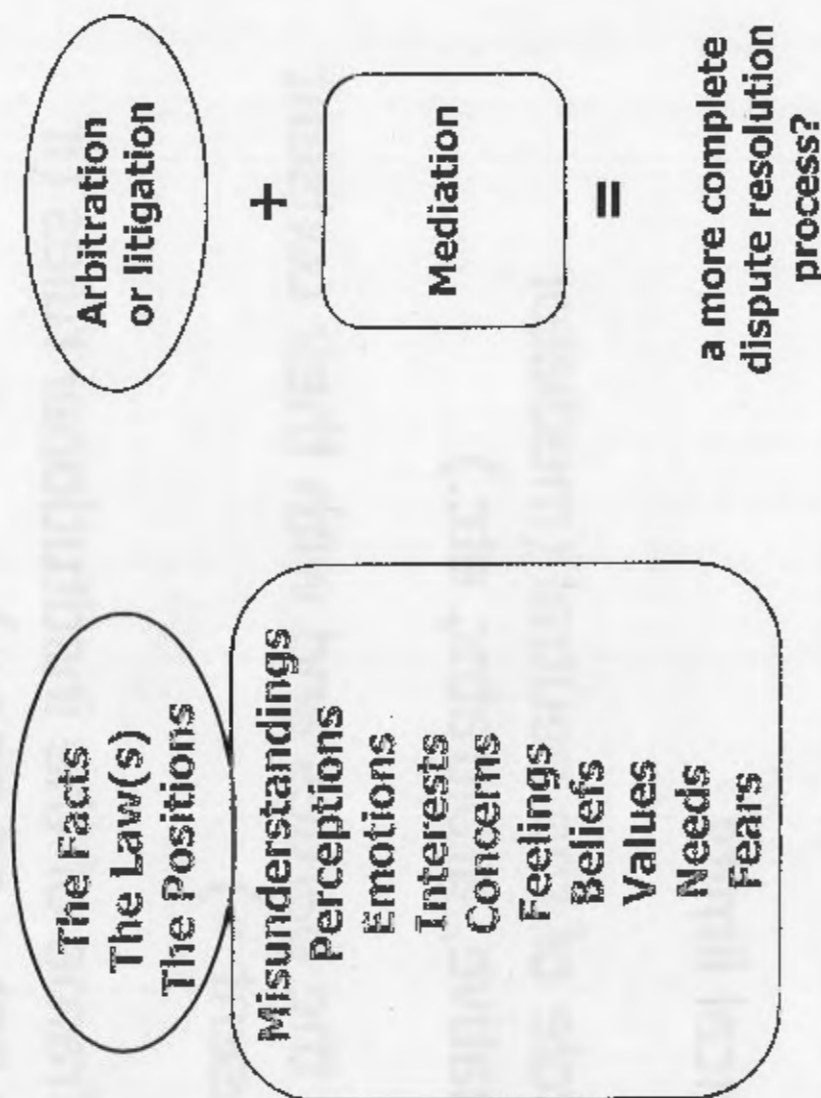 The Facts
The Law(s)
The Positions
Misunderstandings
Perceptions
Emotions
Interests
Concerns
Feelings
Beliefs
Values
Needs
Fears
Arbitration
or litigation
+
Mediation
=
a more complete
dispute resolution
process?